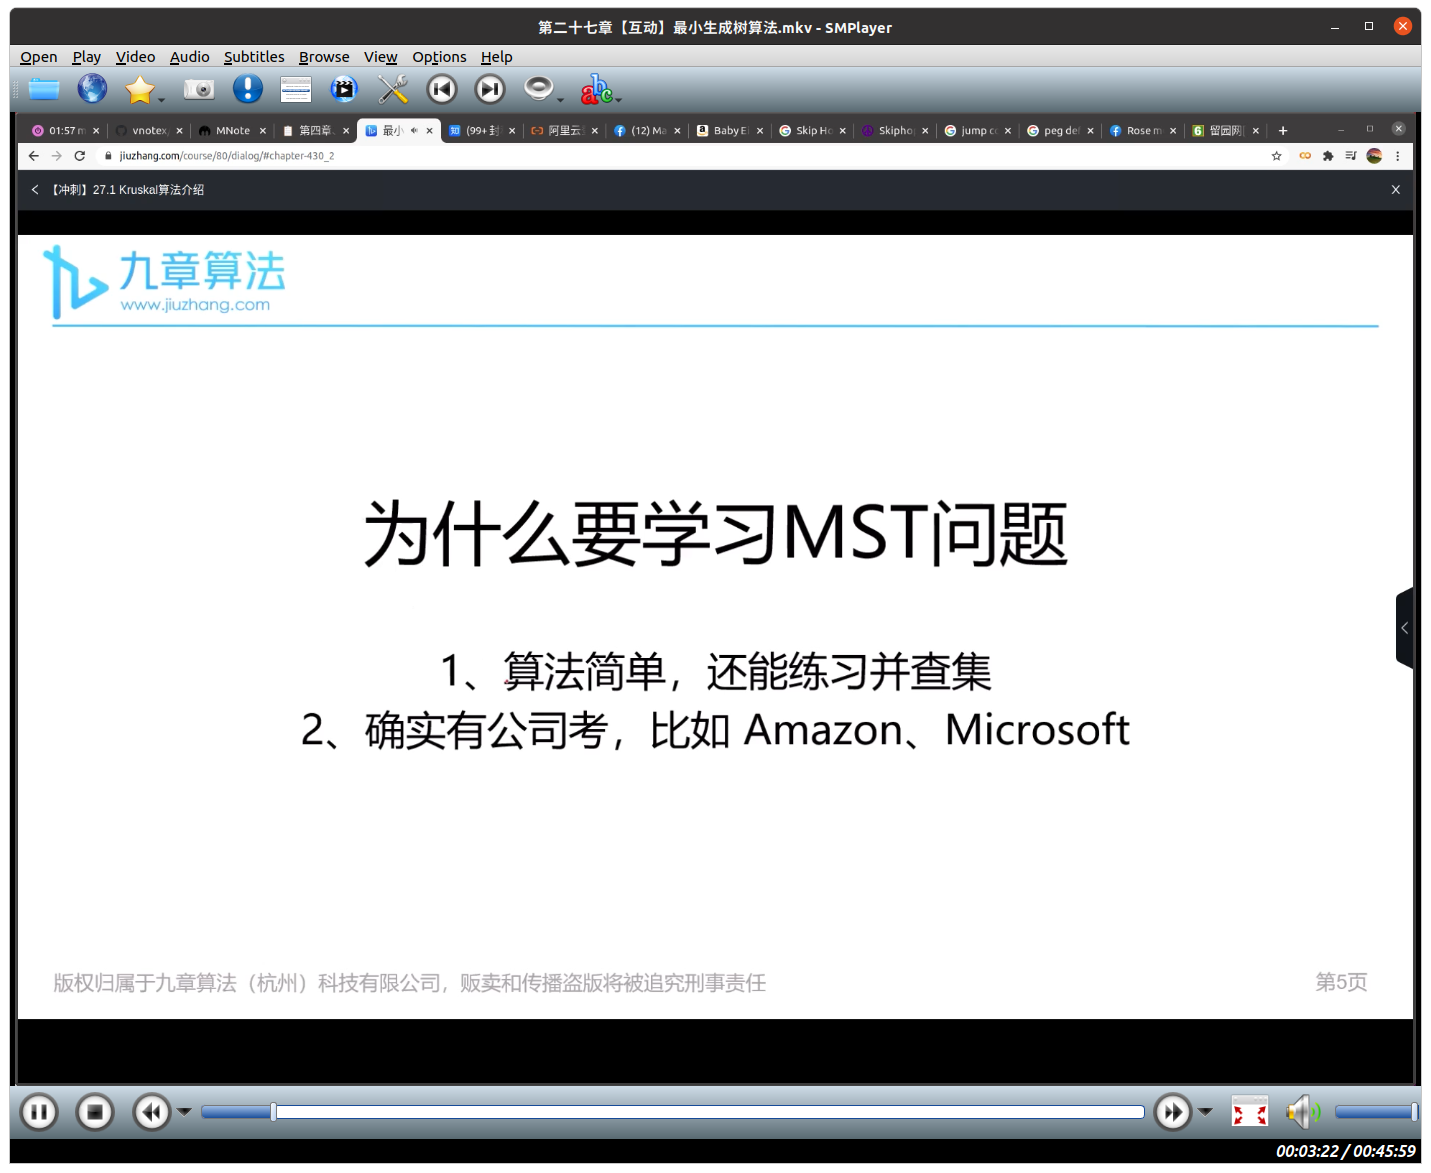 第二十七章【互动】最小生成树算法.mkv - SMPlayer
Open Play Video Audio Subtitles Browse View Options Help
abc
01:57 m vnotex MNote 第四章 最小 (99+ 封 阿里云 (12) Ma Baby Ei Skip Ho Skiphop jump co peg def Rose m 留园网
jiuzhang.com/course/80/dialog/#chapter-430_2
【冲刺】27.1 Kruskal算法介绍
九章算法
www.jiuzhang.com
为什么要学习MST问题
1、算法简单，还能练习并查集
2、确实有公司考，比如 Amazon、Microsoft
版权归属于九章算法（杭州）科技有限公司，贩卖和传播盗版将被追究刑事责任
第5页
00:03:22 / 00:45:59